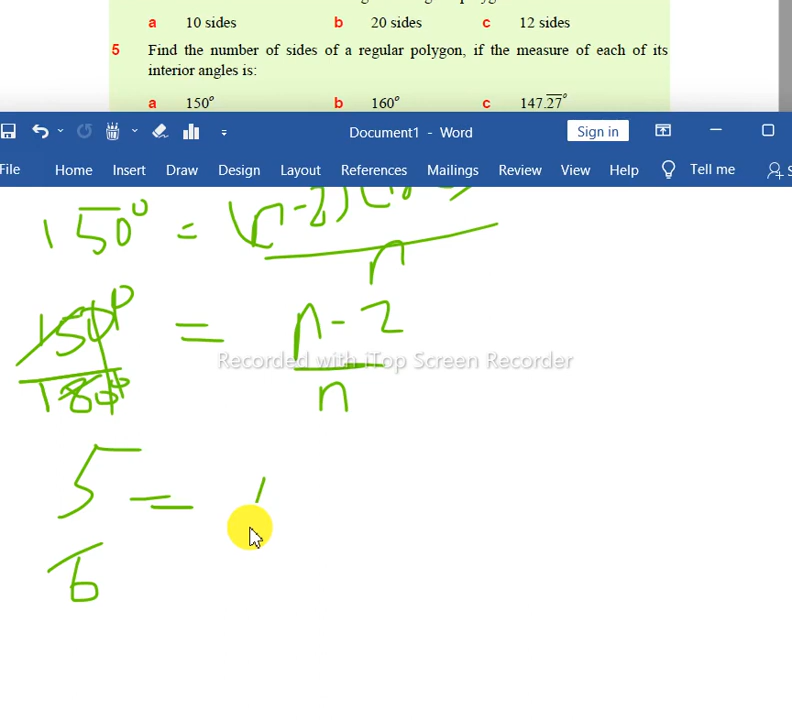 a 10 sides b 20 sides c 12 sides
5 Find the number of sides of a regular polygon, if the measure of each of its
interior angles is:
a 150° b 160° c 147.27°
Document1 - Word Sign in
File Home Insert Draw Design Layout References Mailings Review View Help Tell me
150° = (n-2)
n
150° = n-2
180° n
Recorded with iTop Screen Recorder
5 =
6